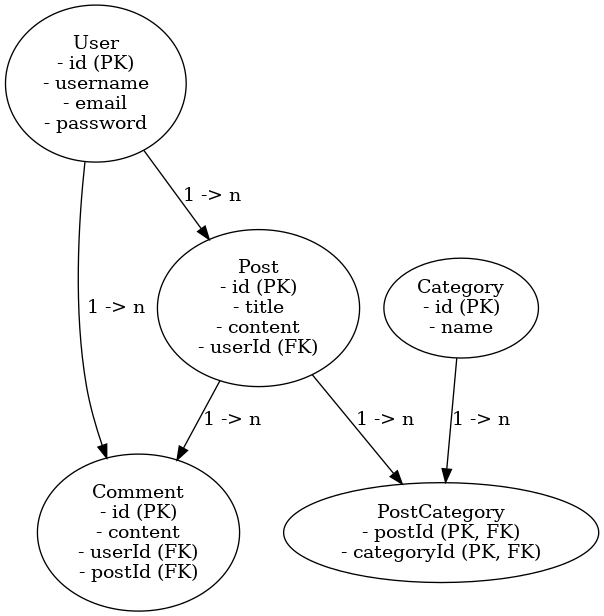 User
- id (PK)
- username
- email
- password
1 -> n
1 -> n
Post
- id (PK)
- title
- content
- userId (FK)
Category
- id (PK)
- name
1 -> n
1 -> n
1 -> n
Comment
- id (PK)
- content
- userId (FK)
- postId (FK)
PostCategory
- postId (PK, FK)
- categoryId (PK, FK)